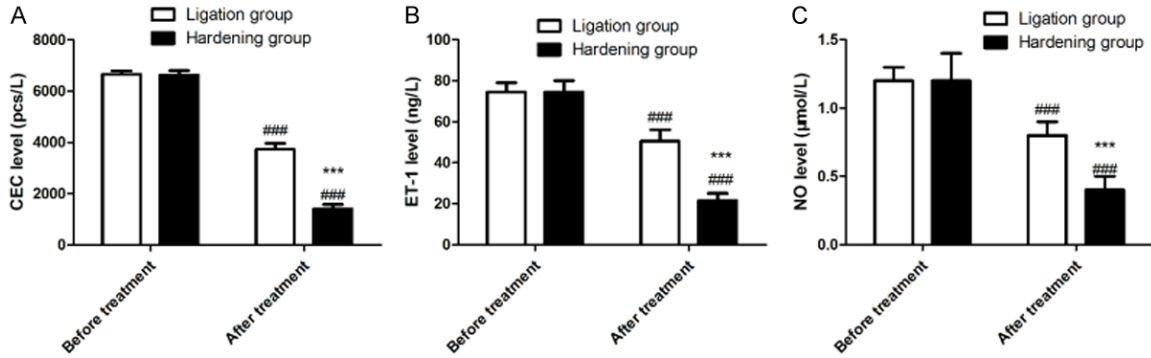 A
Ligation group
Hardening group
CEC level (pcs/L)
8000
6000
4000
2000
0
###
***
###
Before treatment
After treatment
B
Ligation group
Hardening group
ET-1 level (ng/L)
100
80
60
40
20
0
###
***
###
Before treatment
After treatment
C
Ligation group
Hardening group
NO level (μmol/L)
1.5
1.0
0.5
0.0
###
***
###
Before treatment
After treatment